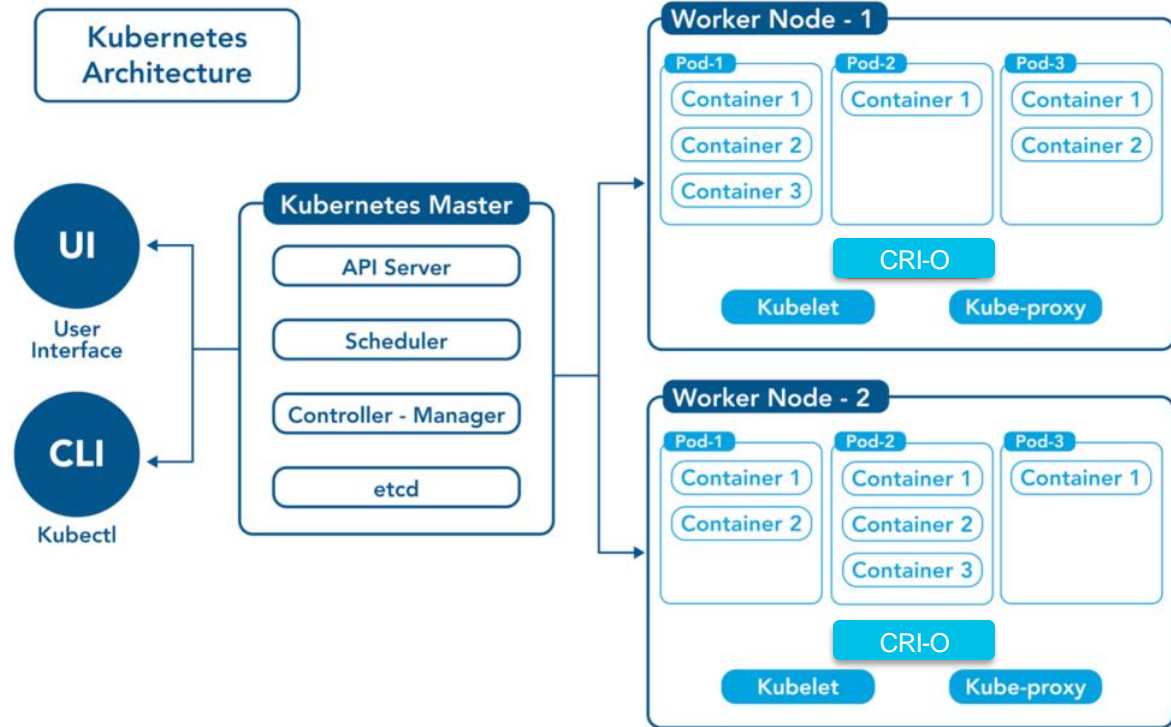 Kubernetes
Architecture
UI
User
Interface
CLI
Kubectl
Kubernetes Master
API Server
Scheduler
Controller - Manager
etcd
Worker Node - 1
Pod-1
Container 1
Container 2
Container 3
Pod-2
Container 1
Pod-3
Container 1
Container 2
CRI-O
Kubelet
Kube-proxy
Worker Node - 2
Pod-1
Container 1
Container 2
Pod-2
Container 1
Container 2
Container 3
Pod-3
Container 1
CRI-O
Kubelet
Kube-proxy